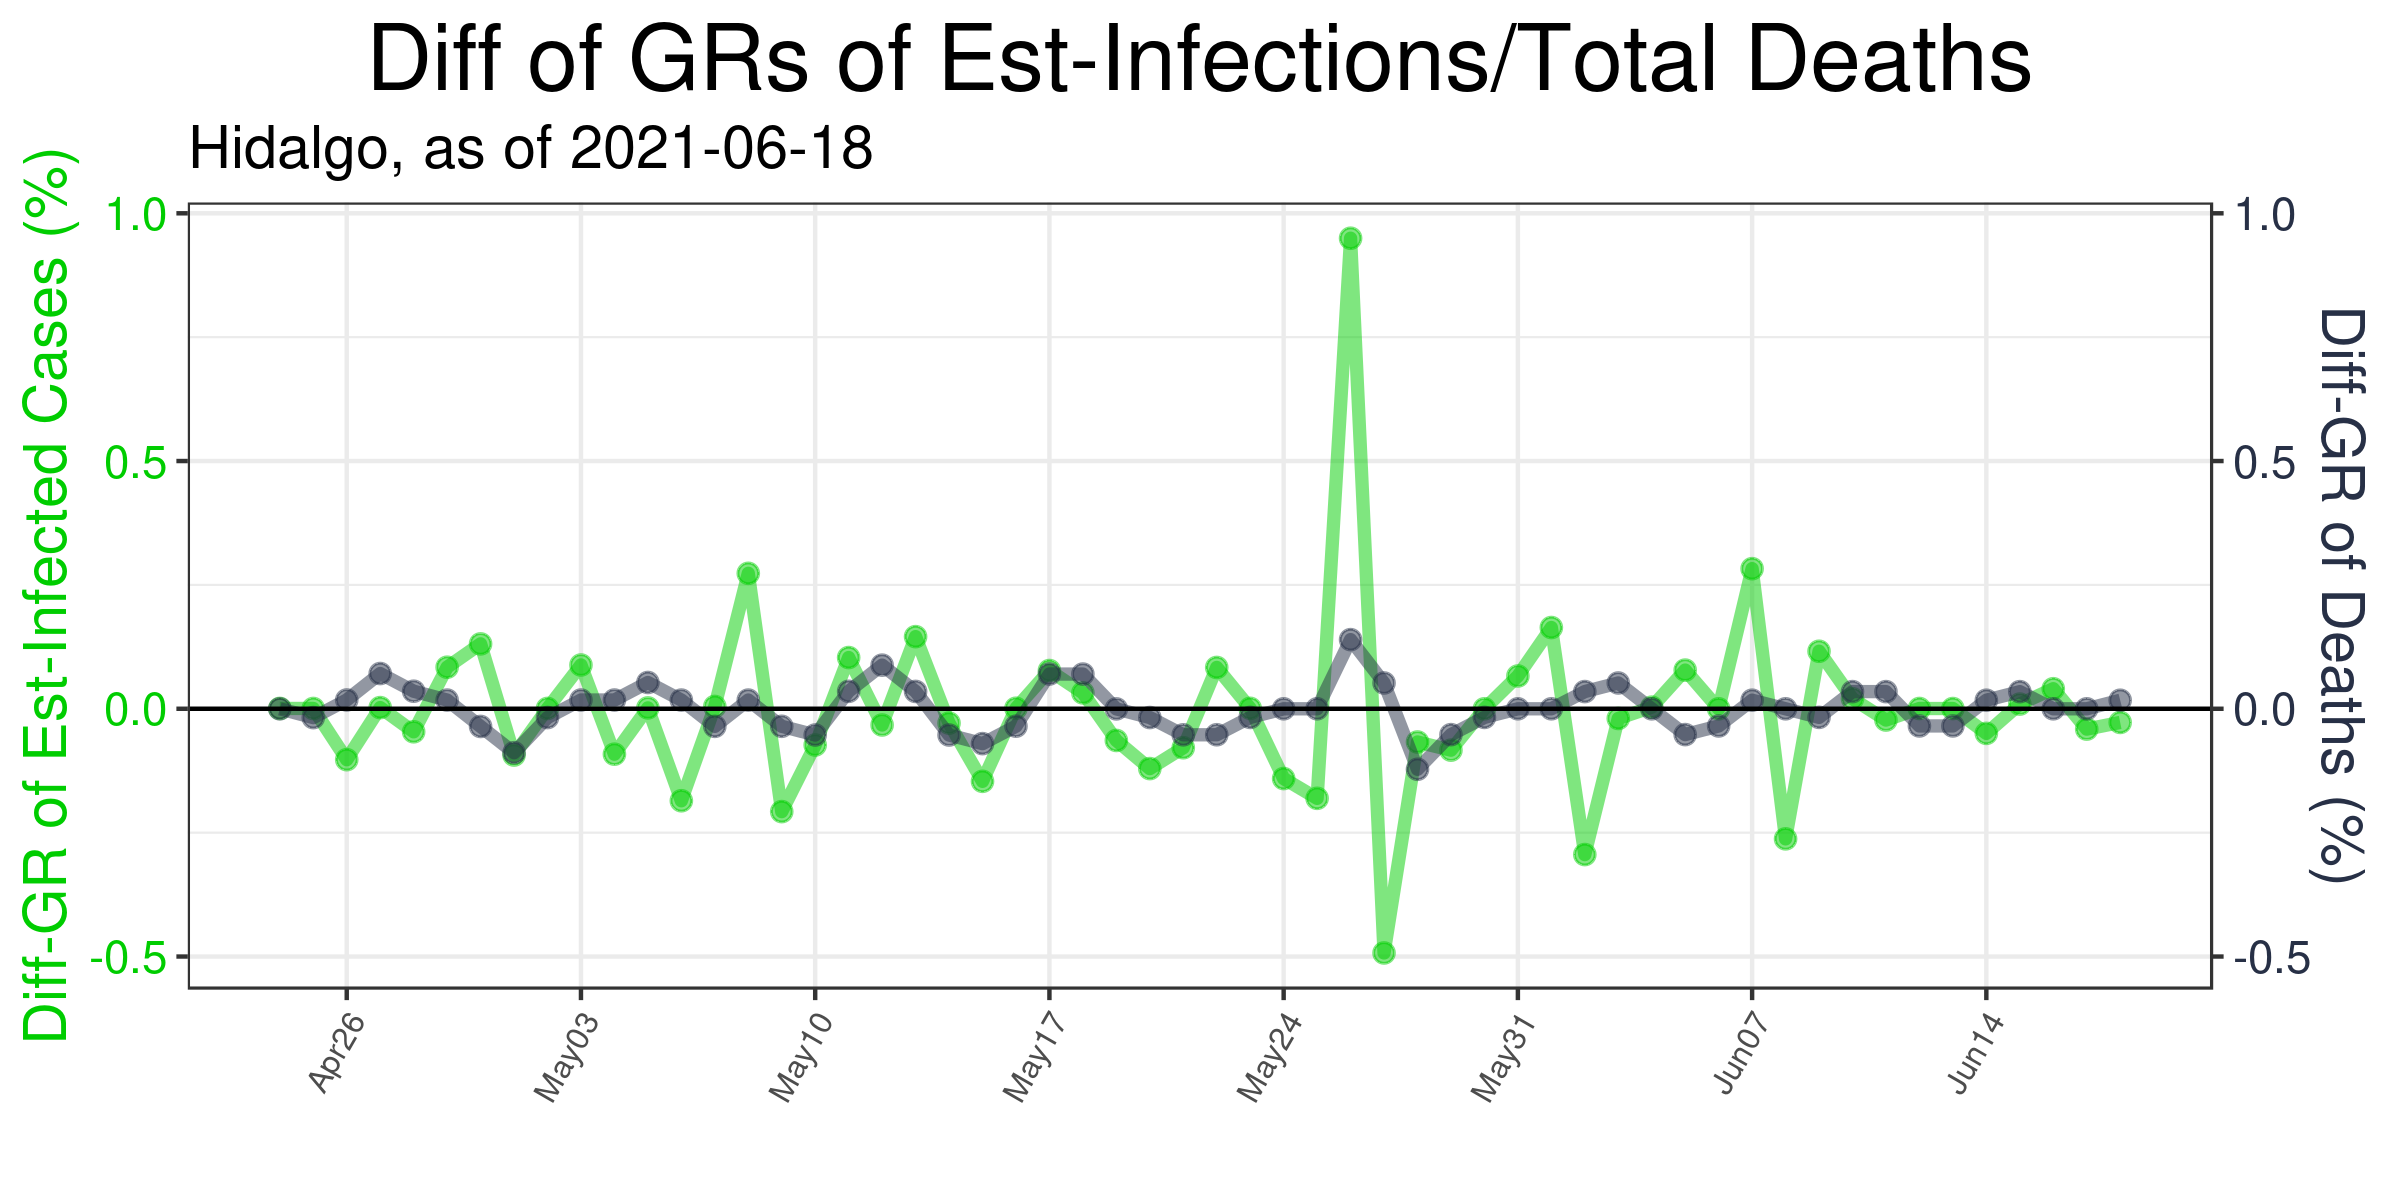 Diff of GRs of Est-Infections/Total Deaths
Hidalgo, as of 2021-06-18
Diff-GR of Est-Infected Cases (%)
1.0
0.5
0.0
-0.5
1.0
0.5
0.0
-0.5
Diff-GR of Deaths (%)
Apr26
May03
May10
May17
May24
May31
Jun07
Jun14